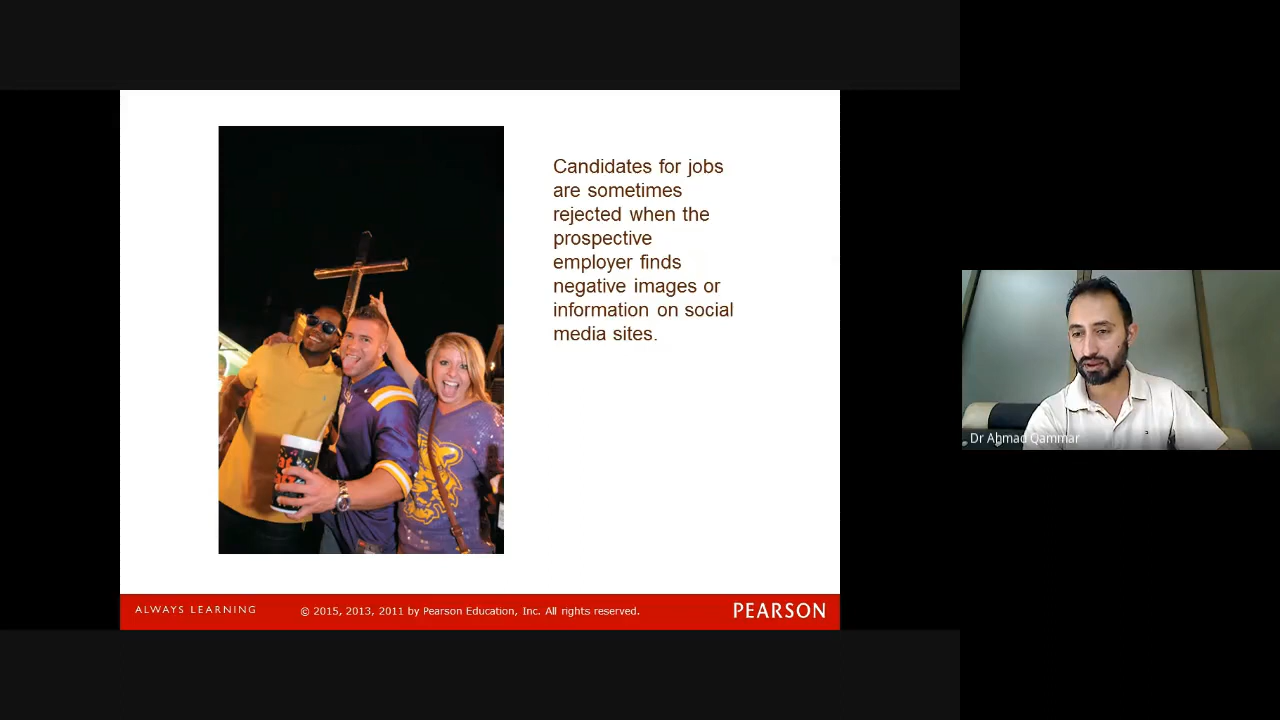 Candidates for jobs
are sometimes
rejected when the
prospective
employer finds
negative images or
information on social
media sites.
Dr Ahmad Qammar
ALWAYS LEARNING
© 2015, 2013, 2011 by Pearson Education, Inc. All rights reserved.
PEARSON